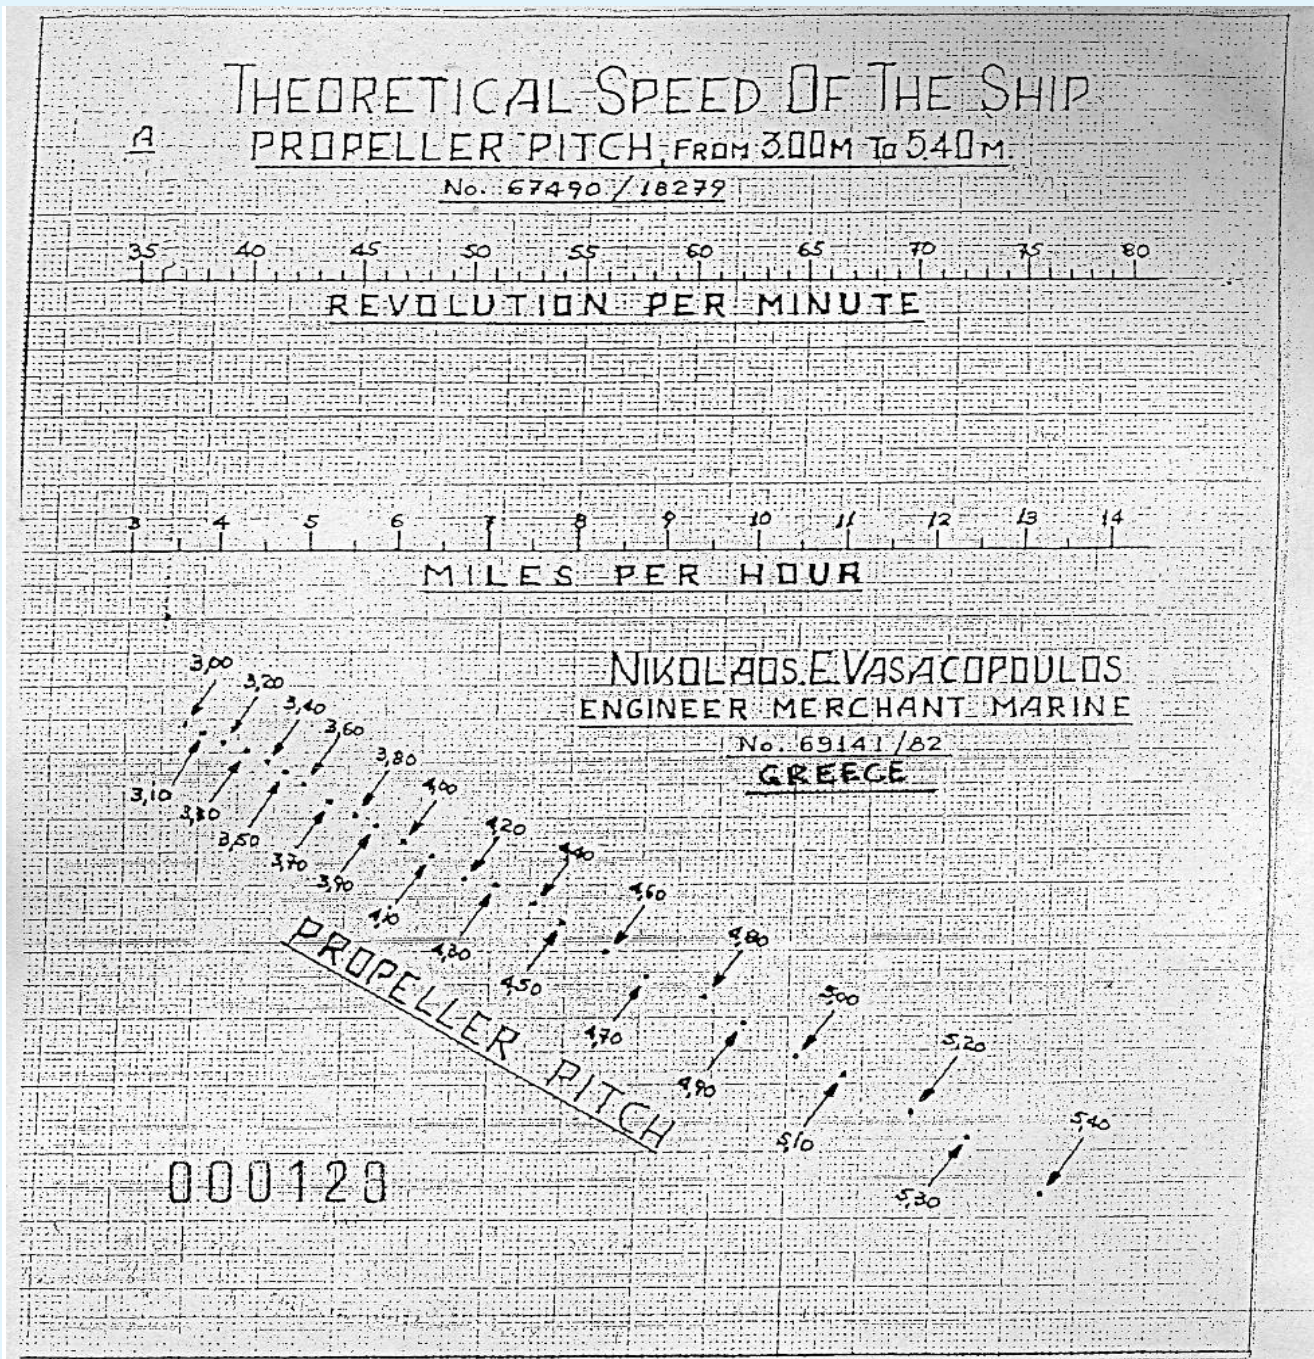 THEORETICAL SPEED OF THE SHIP
A
PROPELLER PITCH, FROM 3.00M TO 5.40M.
No. 67490/18279
35 40 45 50 55 60 65 70 75 80
REVOLUTION PER MINUTE
3 4 5 6 7 8 9 10 11 12 13 14
MILES PER HOUR
NIKOLAOS.E.VASACOPOULOS
ENGINEER MERCHANT MARINE
No. 69141/82
GREECE
3,00
3,20
3,40
3,60
3,80
4,00
4,20
4,40
4,60
4,80
5,00
5,20
5,40
3,10
3,30
3,50
3,70
3,90
4,10
4,30
4,50
4,70
4,90
5,10
5,30
PROPELLER PITCH
000120